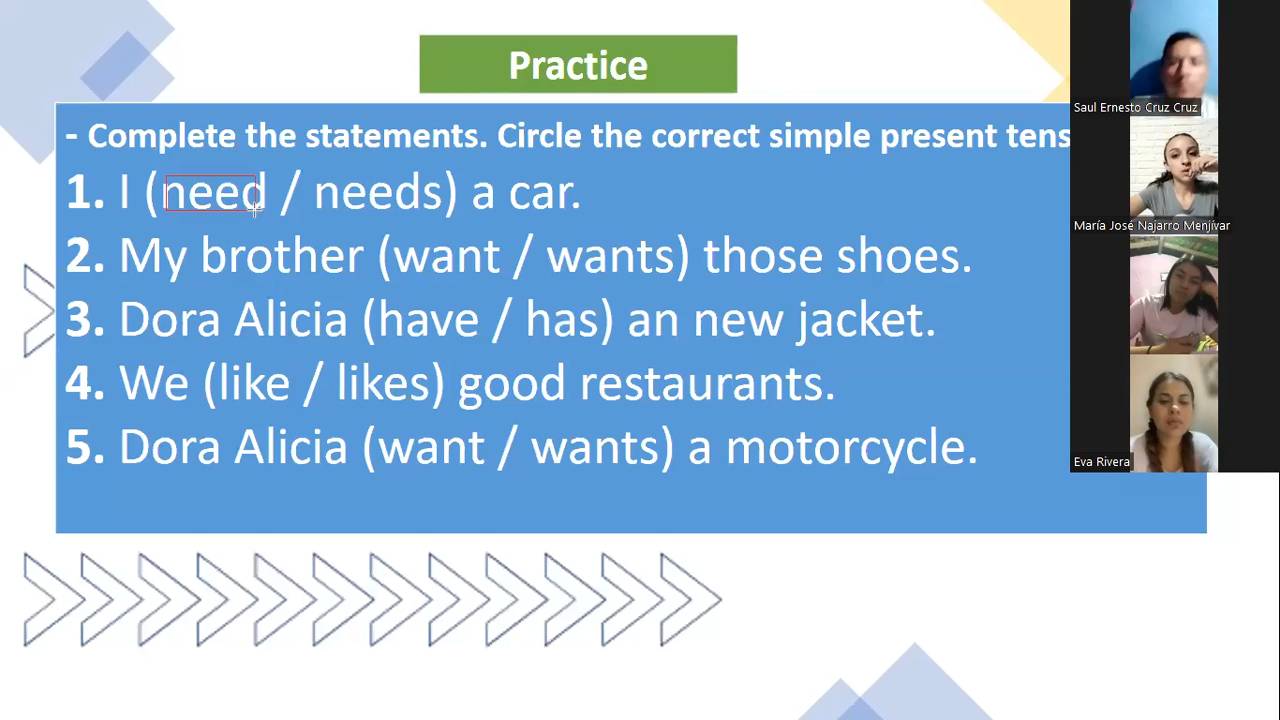 Practice
- Complete the statements. Circle the correct simple present tens
1. I (need / needs) a car.
2. My brother (want / wants) those shoes.
3. Dora Alicia (have / has) an new jacket.
4. We (like / likes) good restaurants.
5. Dora Alicia (want / wants) a motorcycle.
Saul Ernesto Cruz Cruz
María José Najarro Menjívar
Eva Rivera